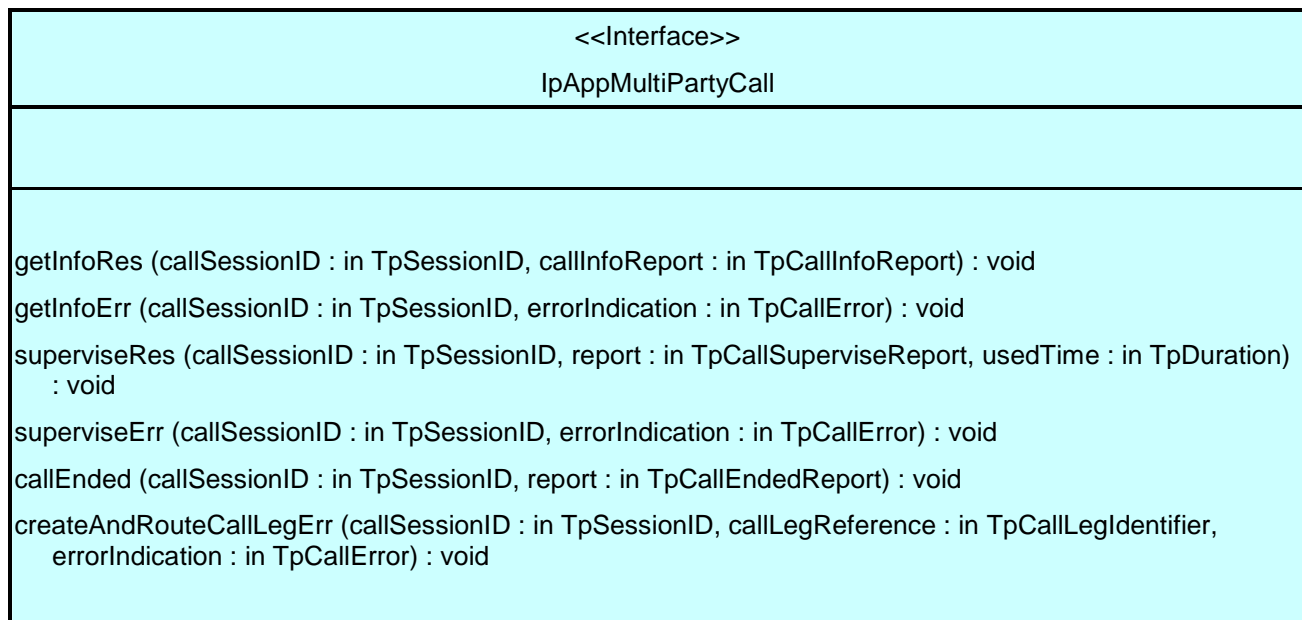 <<Interface>>
IpAppMultiPartyCall
getInfoRes (callSessionID : in TpSessionID, callInfoReport : in TpCallInfoReport) : void
getInfoErr (callSessionID : in TpSessionID, errorIndication : in TpCallError) : void
superviseRes (callSessionID : in TpSessionID, report : in TpCallSuperviseReport, usedTime : in TpDuration)
: void
superviseErr (callSessionID : in TpSessionID, errorIndication : in TpCallError) : void
callEnded (callSessionID : in TpSessionID, report : in TpCallEndedReport) : void
createAndRouteCallLegErr (callSessionID : in TpSessionID, callLegReference : in TpCallLegIdentifier,
errorIndication : in TpCallError) : void